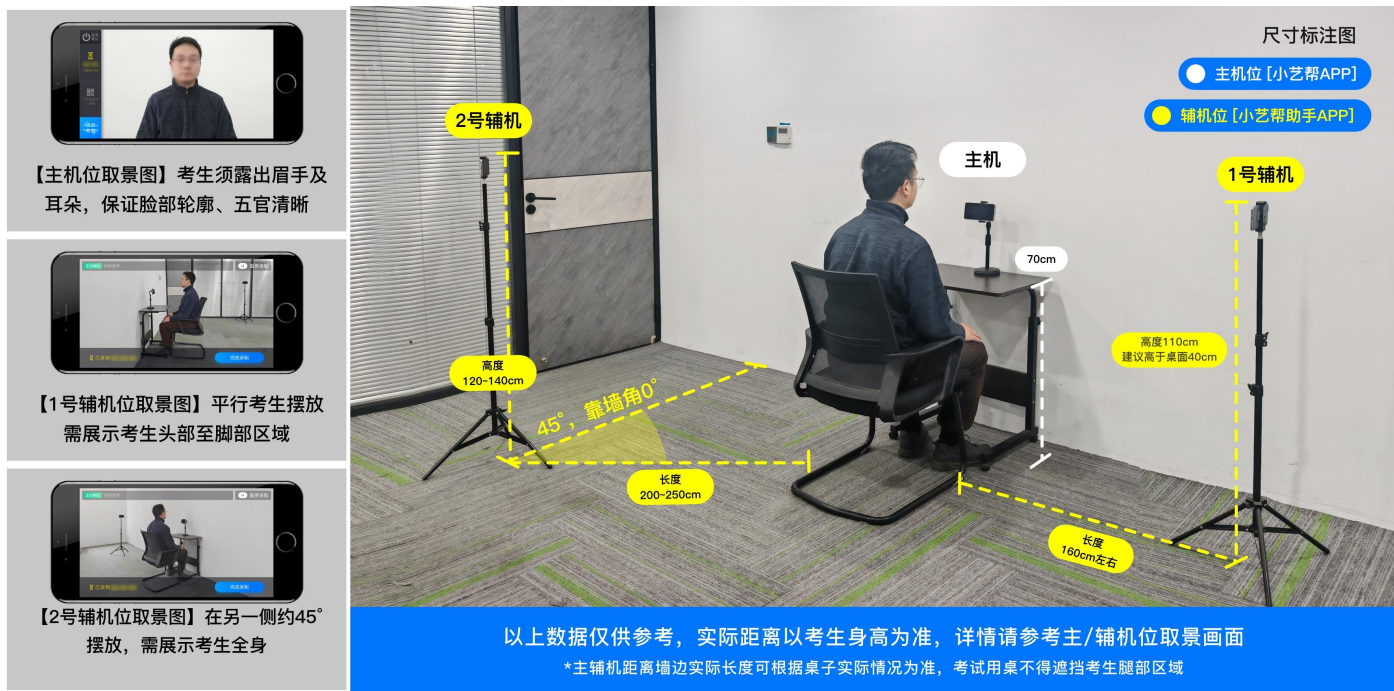 【主机位取景图】考生须露出眉手及
耳朵，保证脸部轮廓、五官清晰
完成录制
【1号辅机位取景图】平行考生摆放
需展示考生头部至脚部区域
完成录制
【2号辅机位取景图】在另一侧约45°
摆放，需展示考生全身
尺寸标注图
主机位 [小艺帮APP]
辅机位 [小艺帮助手APP]
2号辅机
主机
1号辅机
70cm
高度
120~140cm
45°，靠墙角0°
高度110cm
建议高于桌面40cm
长度
200~250cm
长度
160cm左右
以上数据仅供参考，实际距离以考生身高为准，详情请参考主/辅机位取景画面
*主辅机距离墙边实际长度可根据桌子实际情况为准，考试用桌不得遮挡考生腿部区域